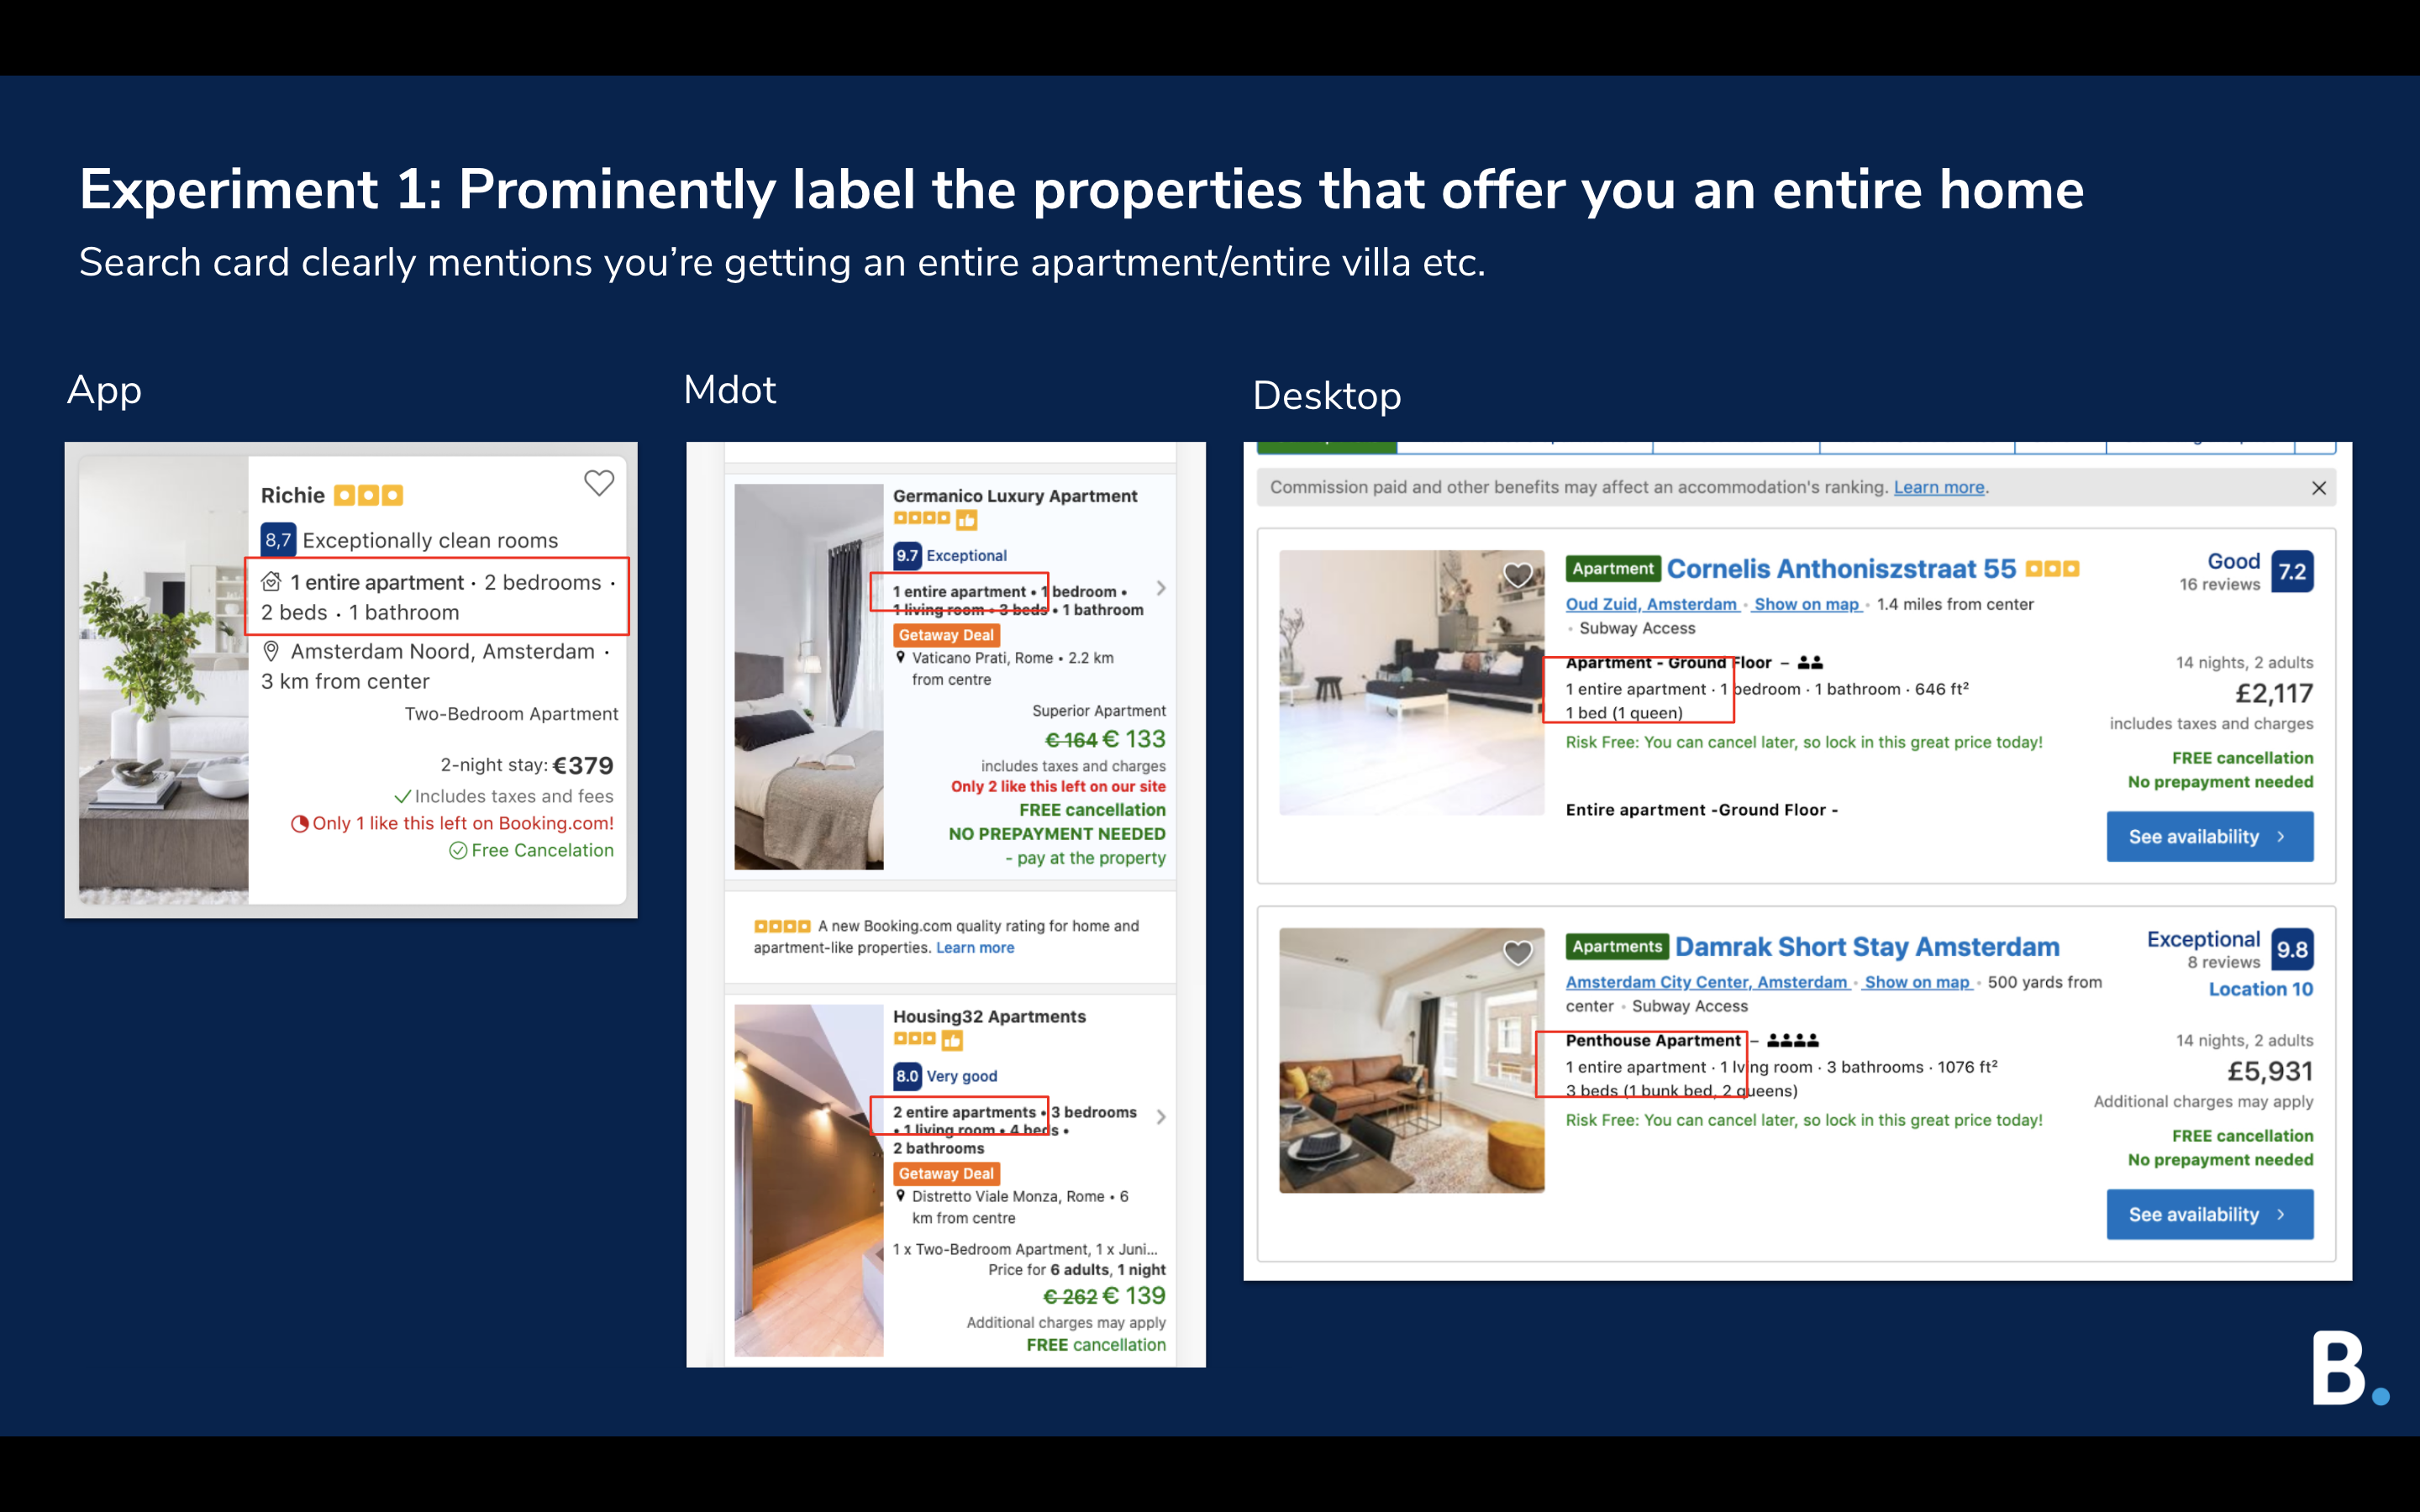 Experiment 1: Prominently label the properties that offer you an entire home
Search card clearly mentions you're getting an entire apartment/entire villa etc.
App
Richie
8,7 Exceptionally clean rooms
1 entire apartment · 2 bedrooms ·
2 beds · 1 bathroom
Amsterdam Noord, Amsterdam ·
3 km from center
Two-Bedroom Apartment
2-night stay: €379
Includes taxes and fees
Only 1 like this left on Booking.com!
Free Cancelation
Mdot
Germanico Luxury Apartment
9.7 Exceptional
1 entire apartment • 1 bedroom •
1 living room • 3 beds • 1 bathroom
Getaway Deal
Vaticano Prati, Rome • 2.2 km
from centre
Superior Apartment
€ 164 € 133
includes taxes and charges
Only 2 like this left on our site
FREE cancellation
NO PREPAYMENT NEEDED
- pay at the property
A new Booking.com quality rating for home and
apartment-like properties. Learn more
Housing32 Apartments
8.0 Very good
2 entire apartments • 3 bedrooms
• 1 living room • 4 beds •
2 bathrooms
Getaway Deal
Distretto Viale Monza, Rome • 6
km from centre
1 x Two-Bedroom Apartment, 1 x Juni...
Price for 6 adults, 1 night
€ 262 € 139
Additional charges may apply
FREE cancellation
Desktop
Commission paid and other benefits may affect an accommodation's ranking. Learn more.
Apartment Cornelis Anthoniszstraat 55
Good 7.2
16 reviews
Oud Zuid, Amsterdam · Show on map · 1.4 miles from center
· Subway Access
Apartment - Ground Floor –
1 entire apartment · 1 bedroom · 1 bathroom · 646 ft²
1 bed (1 queen)
Risk Free: You can cancel later, so lock in this great price today!
Entire apartment -Ground Floor -
14 nights, 2 adults
£2,117
includes taxes and charges
FREE cancellation
No prepayment needed
See availability
Apartments Damrak Short Stay Amsterdam
Exceptional 9.8
8 reviews
Location 10
Amsterdam City Center, Amsterdam · Show on map · 500 yards from
center · Subway Access
Penthouse Apartment –
1 entire apartment · 1 living room · 3 bathrooms · 1076 ft²
3 beds (1 bunk bed, 2 queens)
Risk Free: You can cancel later, so lock in this great price today!
14 nights, 2 adults
£5,931
Additional charges may apply
FREE cancellation
No prepayment needed
See availability
B.